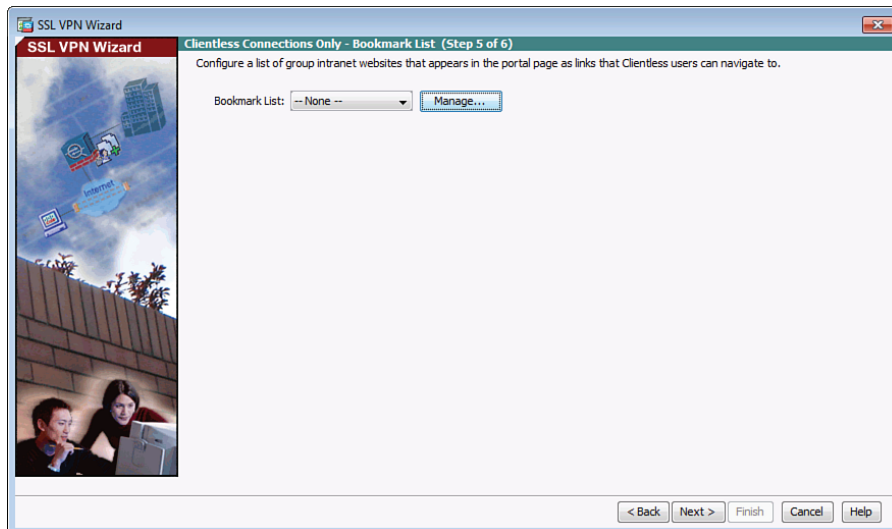 SSL VPN Wizard
SSL VPN Wizard
Clientless Connections Only - Bookmark List (Step 5 of 6)
Configure a list of group intranet websites that appears in the portal page as links that Clientless users can navigate to.
Internet
Bookmark List: -- None -- Manage...
< Back Next > Finish Cancel Help